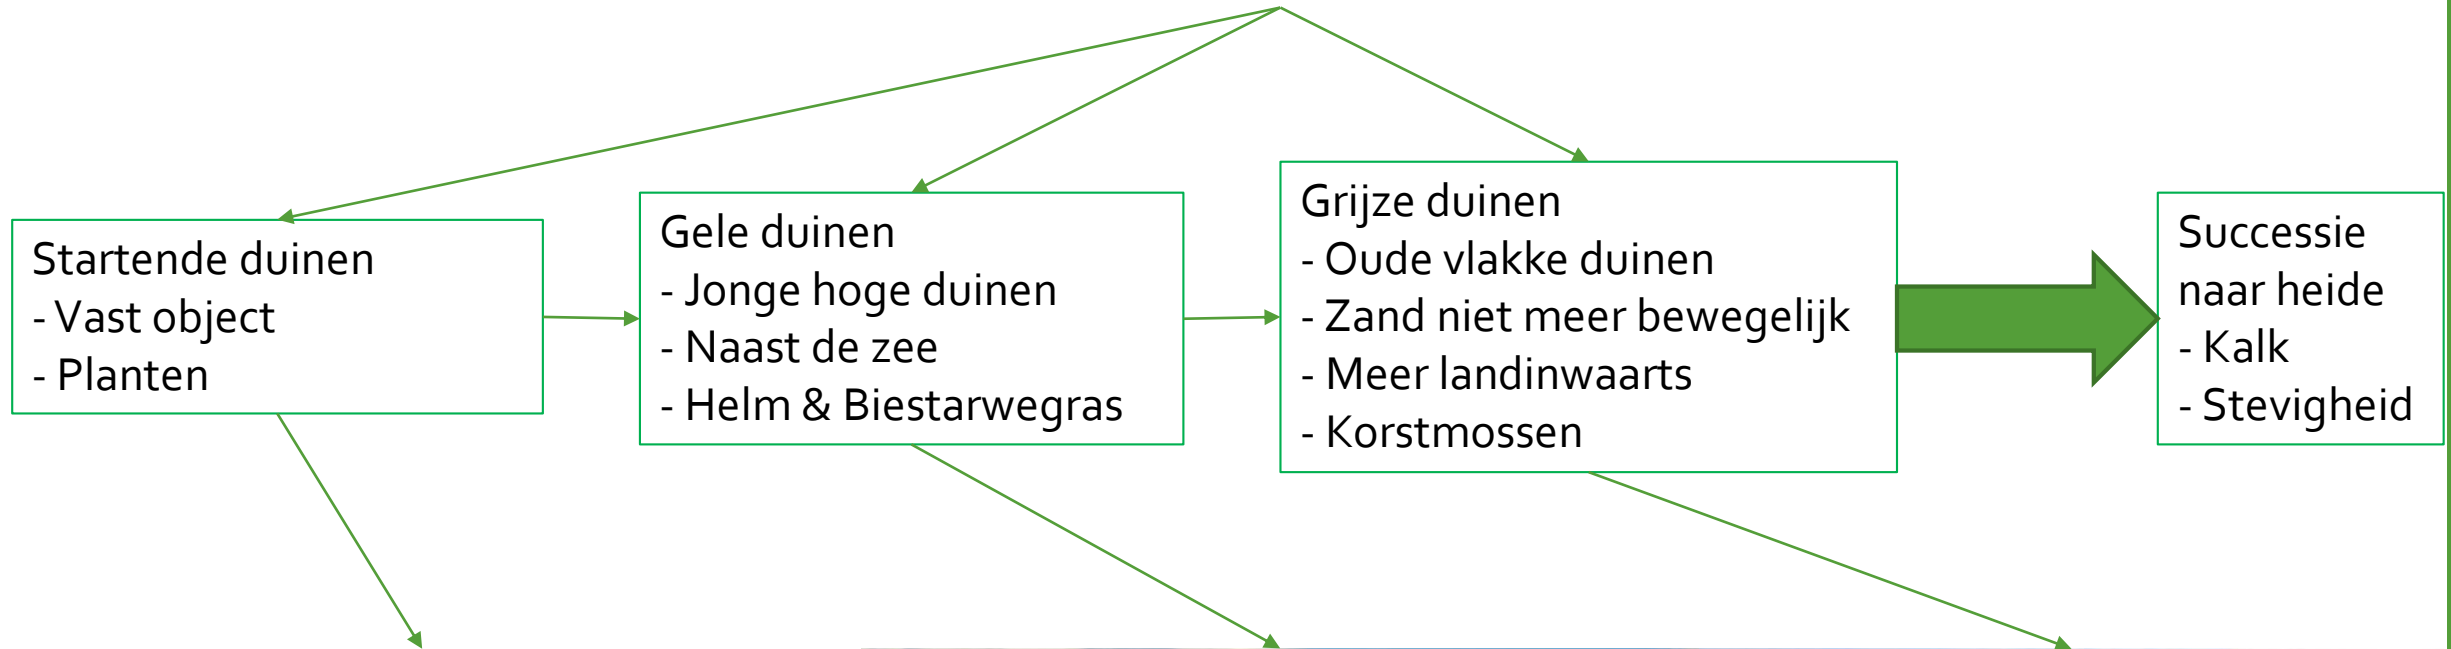 Startende duinen
- Vast object
- Planten
Gele duinen
- Jonge hoge duinen
- Naast de zee
- Helm & Biestarwegras
Grijze duinen
- Oude vlakke duinen
- Zand niet meer bewegelijk
- Meer landinwaarts
- Korstmossen
Successie
naar heide
- Kalk
- Stevigheid